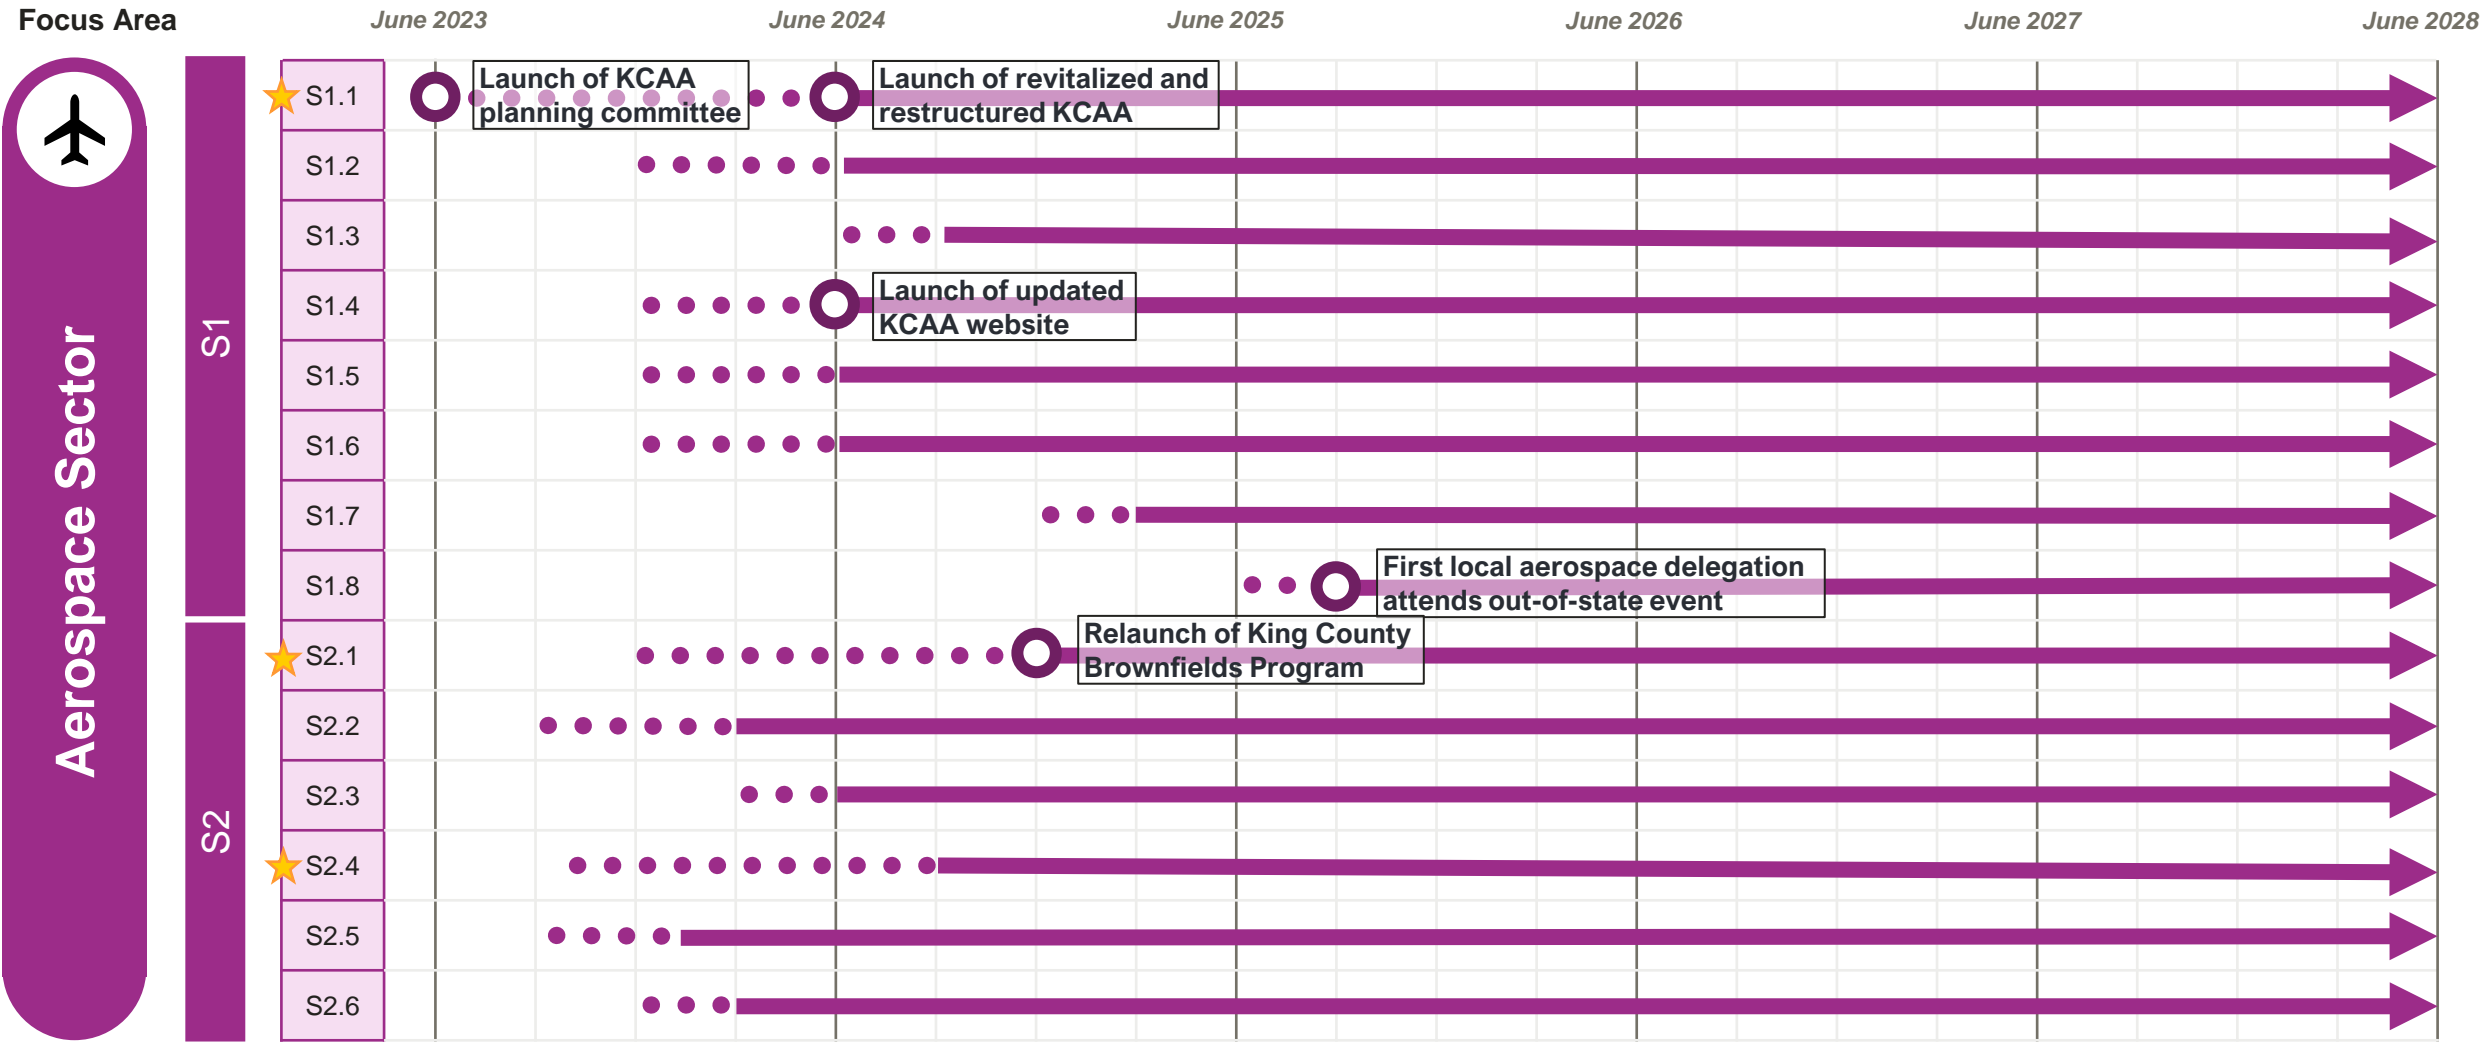 Focus Area
June 2023
June 2024
June 2025
June 2026
June 2027
June 2028
Aerospace Sector
S1
S1.1
Launch of KCAA
planning committee
Launch of revitalized and
restructured KCAA
S1.2
S1.3
S1.4
Launch of updated
KCAA website
S1.5
S1.6
S1.7
S1.8
First local aerospace delegation
attends out-of-state event
S2
S2.1
Relaunch of King County
Brownfields Program
S2.2
S2.3
S2.4
S2.5
S2.6